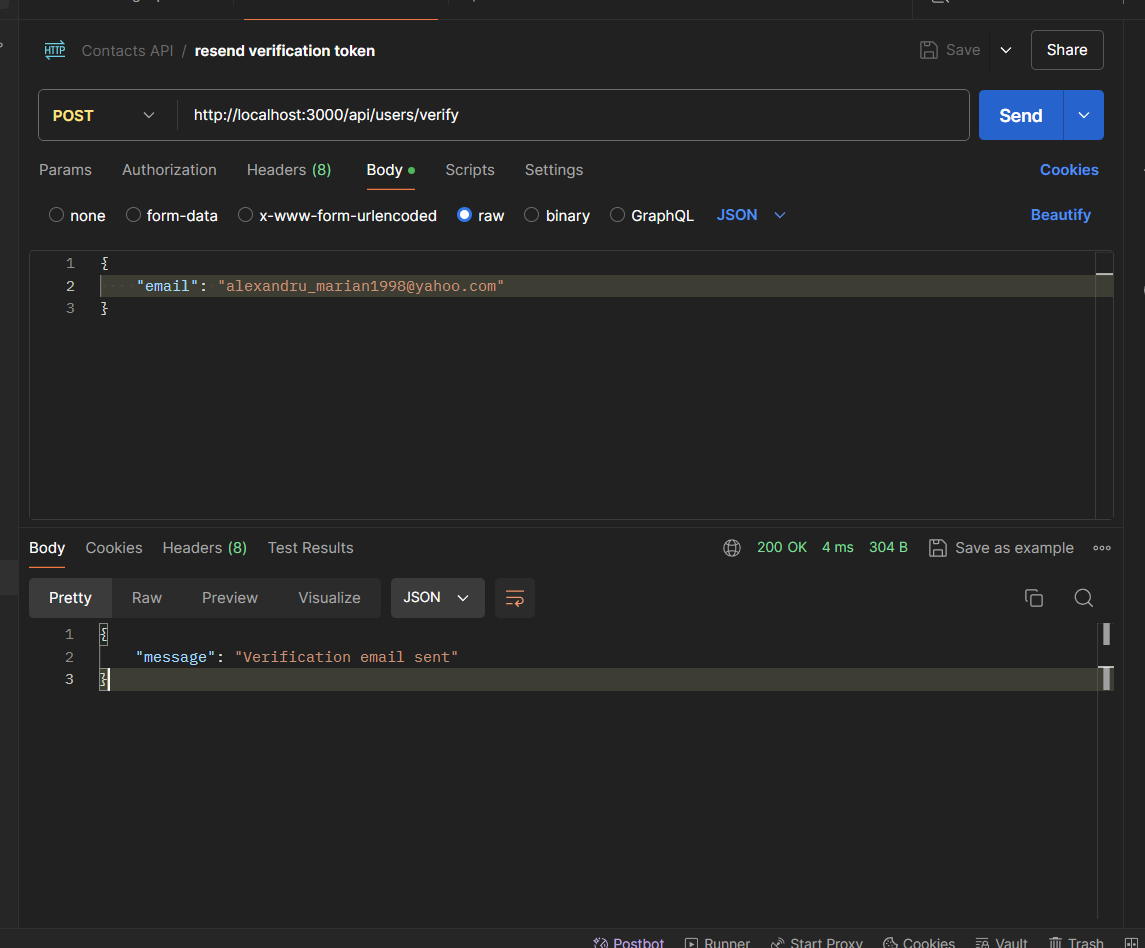 HTTP Contacts API / resend verification token Save Share
POST http://localhost:3000/api/users/verify Send
Params Authorization Headers (8) Body Scripts Settings Cookies
none form-data x-www-form-urlencoded raw binary GraphQL JSON Beautify
1 {
2 "email": "alexandru_marian1998@yahoo.com"
3 }
Body Cookies Headers (8) Test Results 200 OK 4 ms 304 B Save as example
Pretty Raw Preview Visualize JSON
1 {
2 "message": "Verification email sent"
3 }
Postbot Runner Start Proxy Cookies Vault Trash